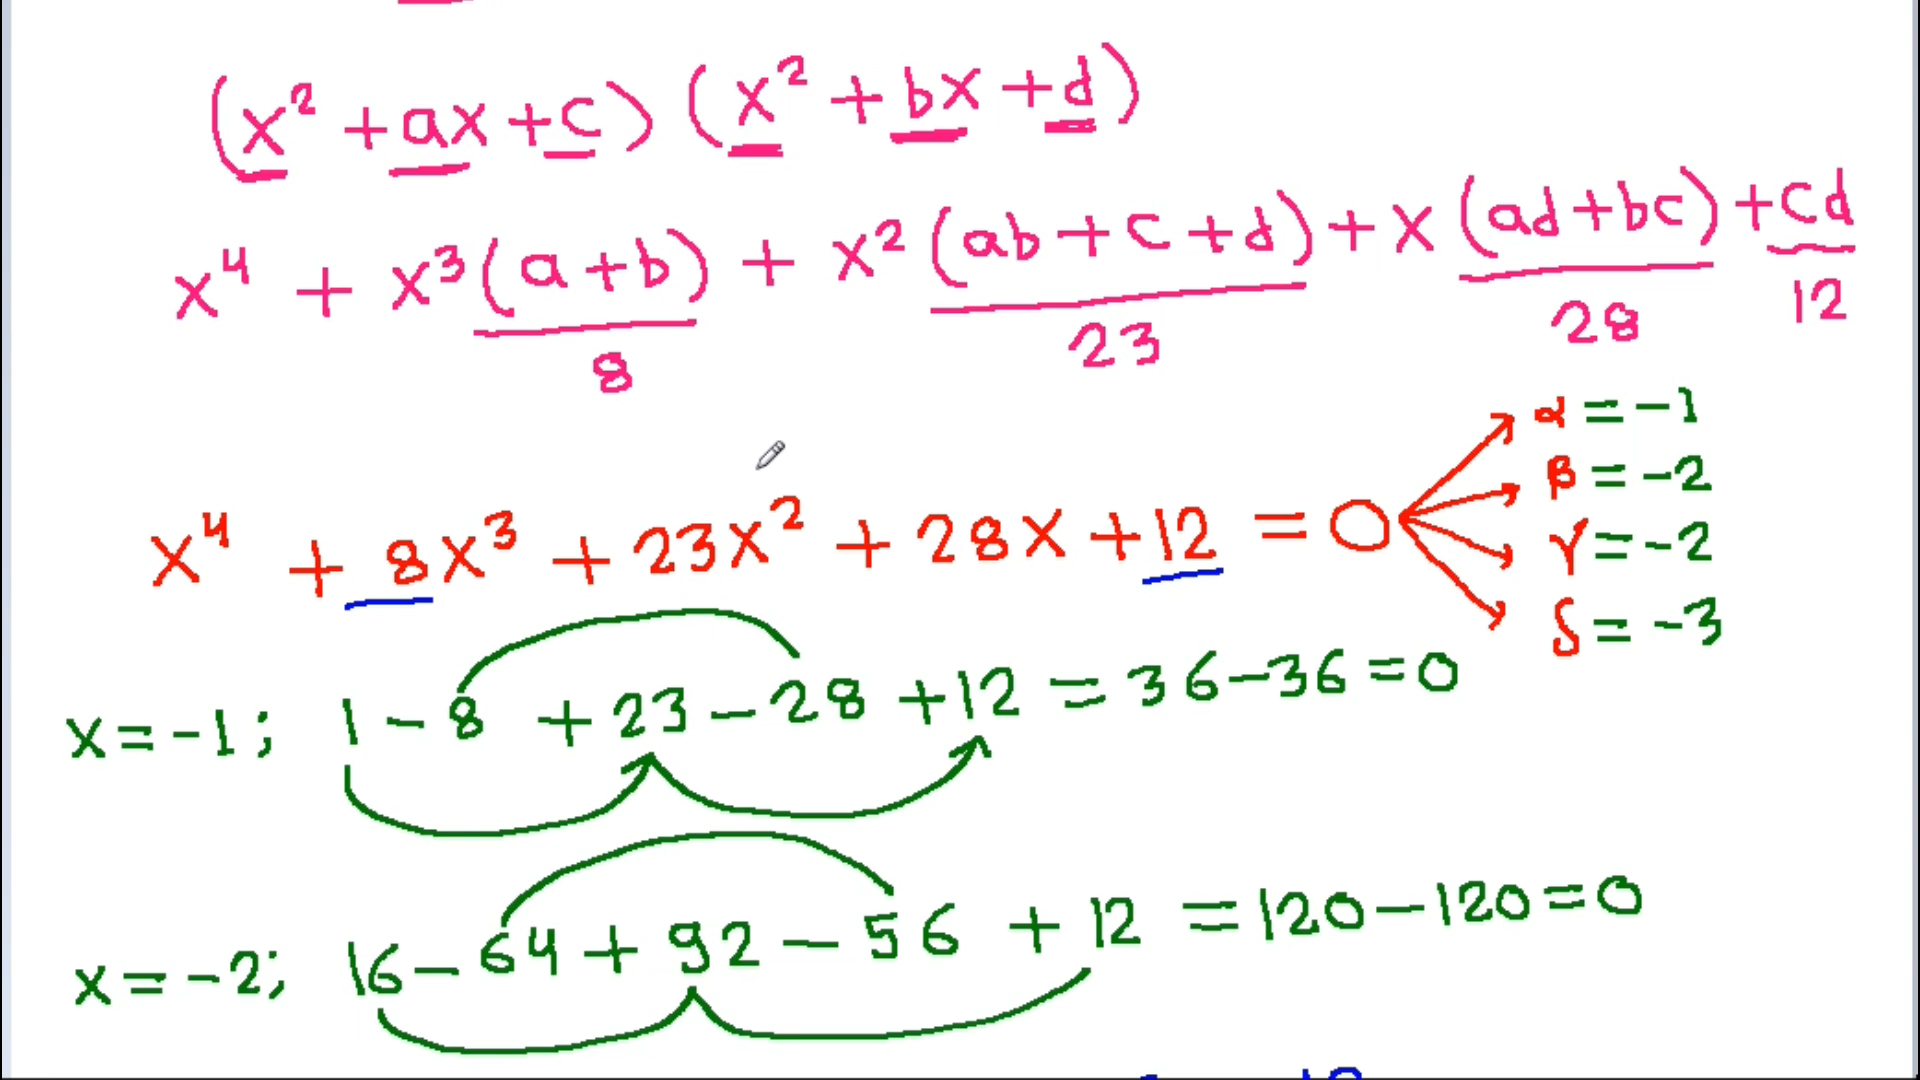 (x² + ax + c) (x² + bx + d)
x⁴ + x³(a + b) + x²(ab + c + d) + x(ad + bc) + cd
8 23 28 12
x⁴ + 8x³ + 23x² + 28x + 12 = 0
α = -1
β = -2
γ = -2
δ = -3
x = -1; 1 - 8 + 23 - 28 + 12 = 36 - 36 = 0
x = -2; 16 - 64 + 92 - 56 + 12 = 120 - 120 = 0